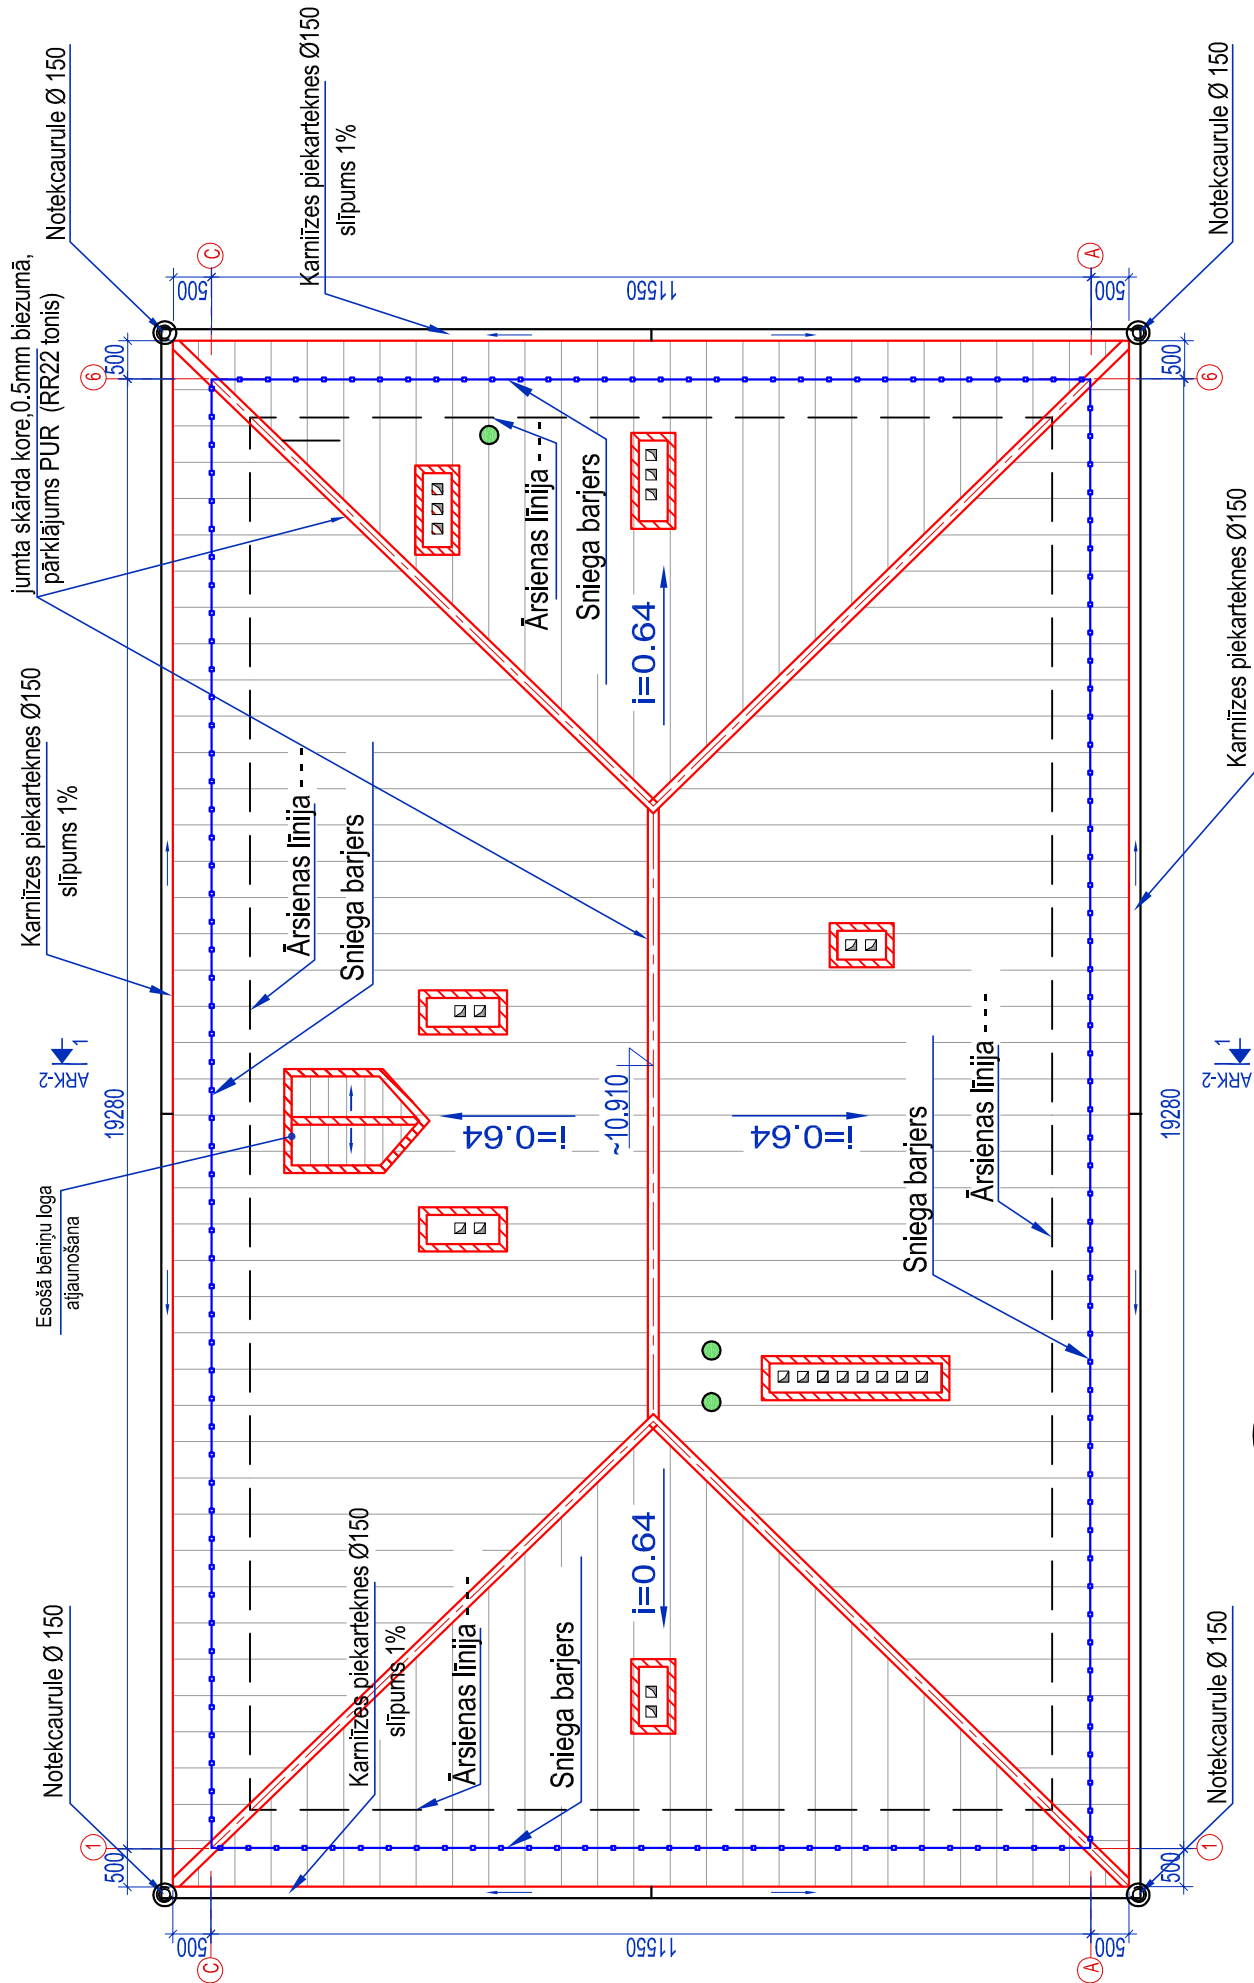 Notekcaurule Ø 150
Karnīzes piekarteknes Ø150
slīpums 1%
jumta skārda kore,0.5mm biezumā,
pārklājums PUR (RR22 tonis)
Notekcaurule Ø 150
C
A
500
11550
500
6
500
500
6
Ārsienas līnija ----
Sniega barjers
i=0.64
Karnīzes piekarteknes Ø150
slīpums 1%
Ārsienas līnija ----
Sniega barjers
Karnīzes piekarteknes Ø150
ARK-2
1
19280
~10.910
i=0.64
i=0.64
Ārsienas līnija ----
Sniega barjers
ARK-2
1
19280
Esošā bēniņu loga
atjaunošana
Notekcaurule Ø 150
Karnīzes piekarteknes Ø150
slīpums 1%
Ārsienas līnija ----
Sniega barjers
i=0.64
Notekcaurule Ø 150
1
500
500
1
C
A
500
11550
500